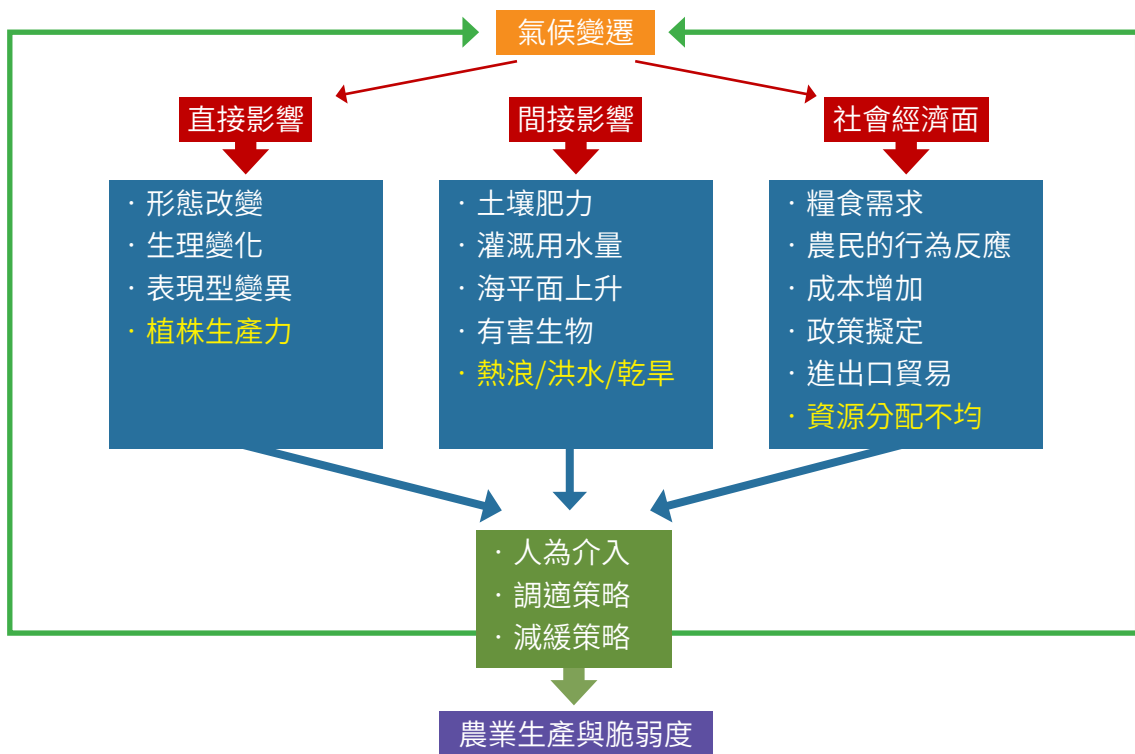 氣候變遷
直接影響
間接影響
社會經濟面
· 形態改變
· 生理變化
· 表現型變異
· 植株生產力
· 土壤肥力
· 灌溉用水量
· 海平面上升
· 有害生物
· 熱浪/洪水/乾旱
· 糧食需求
· 農民的行為反應
· 成本增加
· 政策擬定
· 進出口貿易
· 資源分配不均
· 人為介入
· 調適策略
· 減緩策略
農業生產與脆弱度